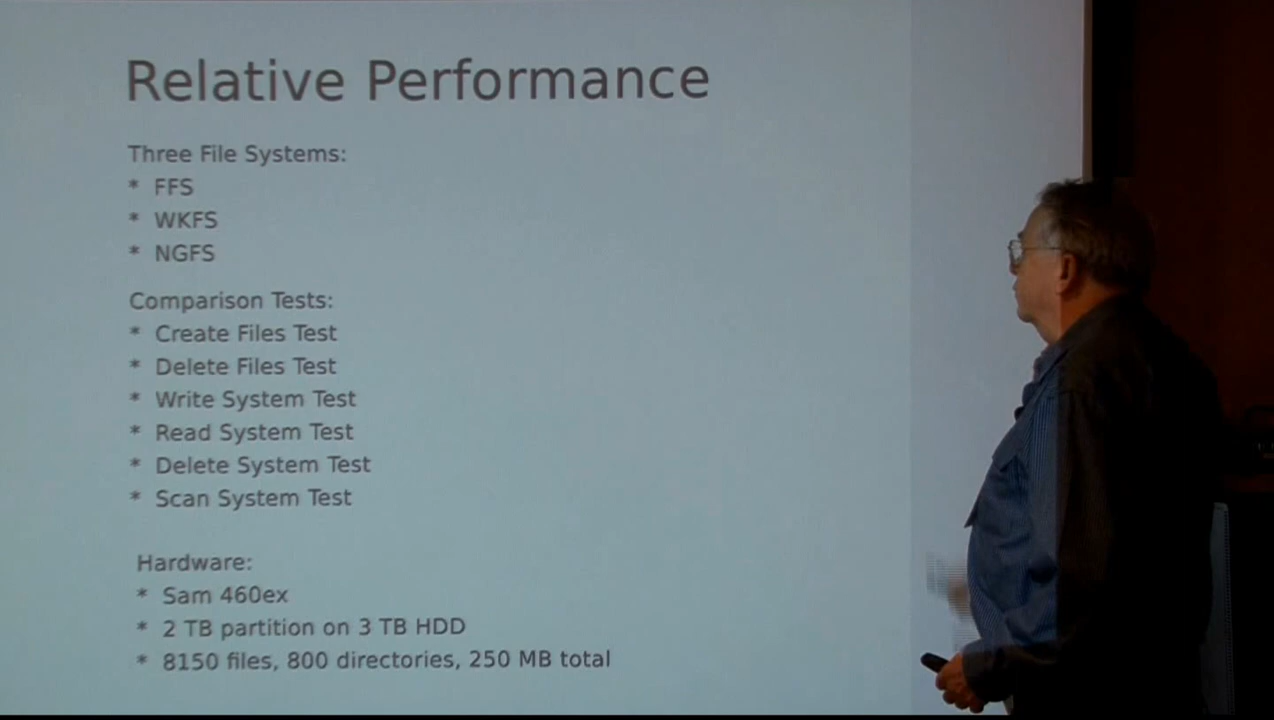 Relative Performance
Three File Systems:
* FFS
* WKFS
* NGFS
Comparison Tests:
* Create Files Test
* Delete Files Test
* Write System Test
* Read System Test
* Delete System Test
* Scan System Test
Hardware:
* Sam 460ex
* 2 TB partition on 3 TB HDD
* 8150 files, 800 directories, 250 MB total